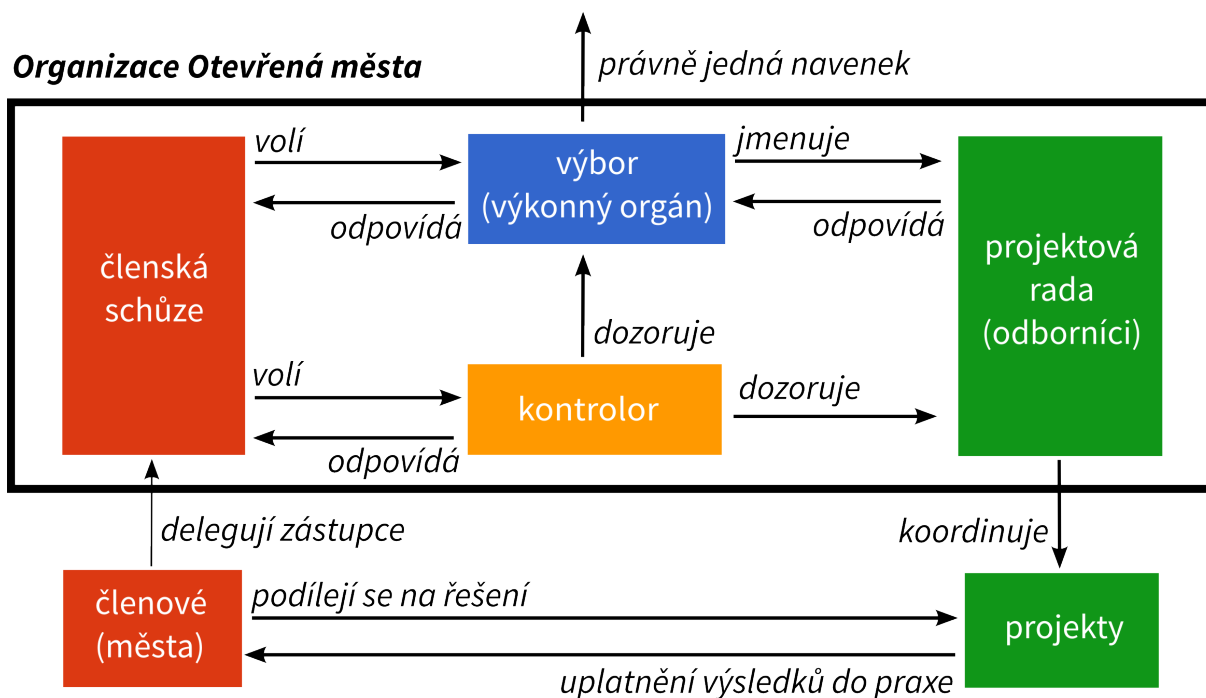 Organizace Otevřená města
právně jedná navenek
volí
výbor
(výkonný orgán)
jmenuje
odpovídá
odpovídá
členská
schůze
projektová
rada
(odborníci)
dozoruje
volí
kontrolor
dozoruje
odpovídá
delegují zástupce
koordinuje
členové
(města)
podílejí se na řešení
projekty
uplatnění výsledků do praxe